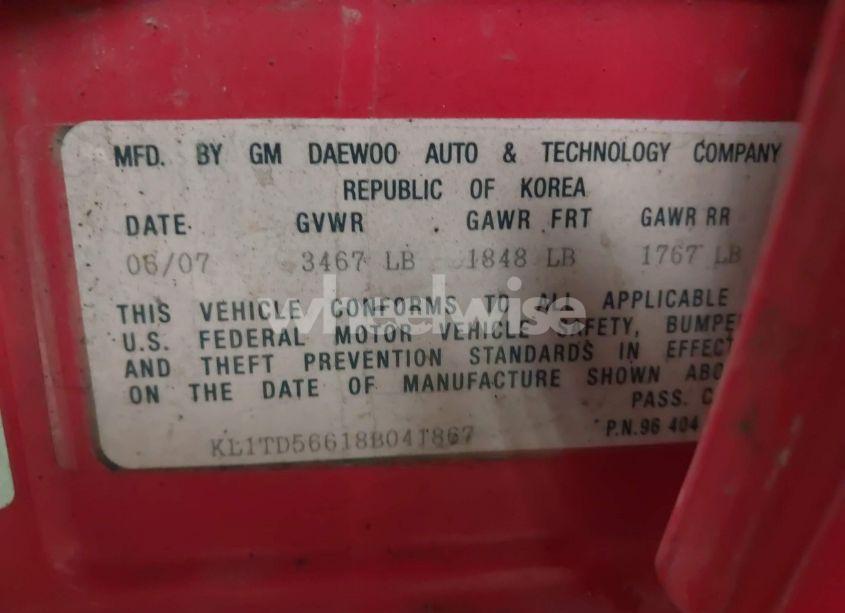 MFD. BY GM DAEWOO AUTO & TECHNOLOGY COMPANY
REPUBLIC OF KOREA
DATE GVWR GAWR FRT GAWR RR
06/07 3467 LB 1848 LB 1767 LB
THIS VEHICLE CONFORMS TO ALL APPLICABLE
U.S. FEDERAL MOTOR VEHICLE SAFETY, BUMPE
AND THEFT PREVENTION STANDARDS IN EFFECT
ON THE DATE OF MANUFACTURE SHOWN ABO
PASS. C
KL1TD56618B041867 P.N.96 404
wheelwise